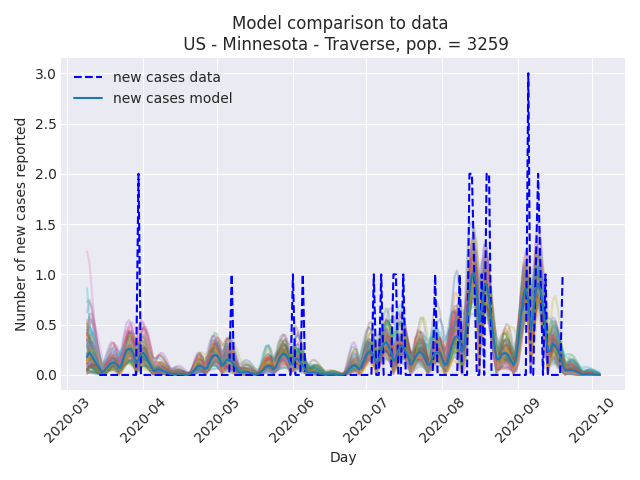 Model comparison to data
US - Minnesota - Traverse, pop. = 3259
new cases data
new cases model
Number of new cases reported
3.0
2.5
2.0
1.5
1.0
0.5
0.0
2020-03
2020-04
2020-05
2020-06
2020-07
2020-08
2020-09
2020-10
Day